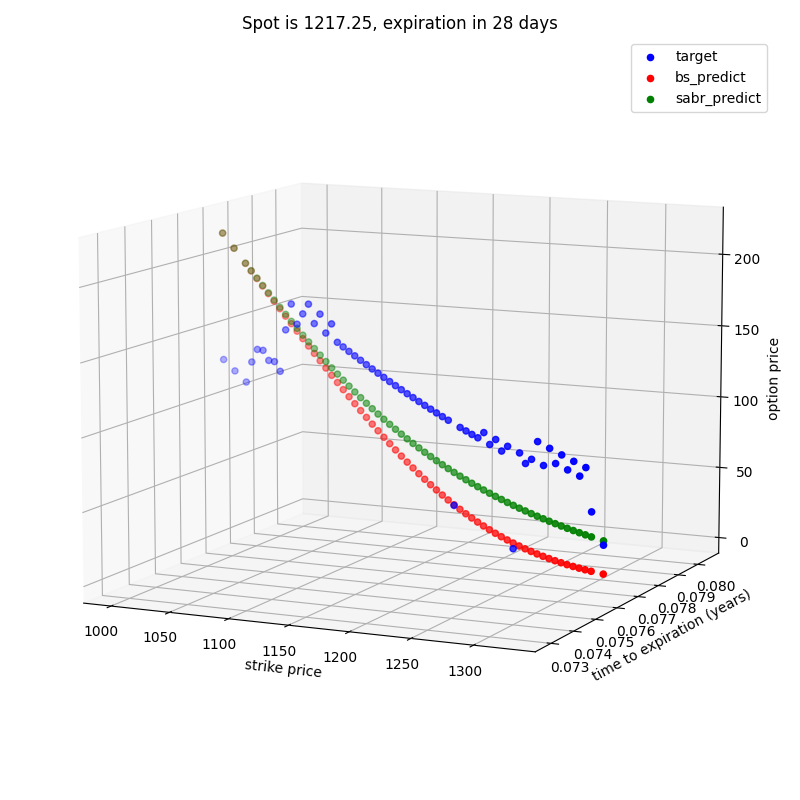 Spot is 1217.25, expiration in 28 days
target
bs_predict
sabr_predict
200
150
100
50
0
option price
0.080
0.079
0.078
0.077
0.076
0.075
0.074
0.073
time to expiration (years)
1000
1050
1100
1150
1200
1250
1300
strike price